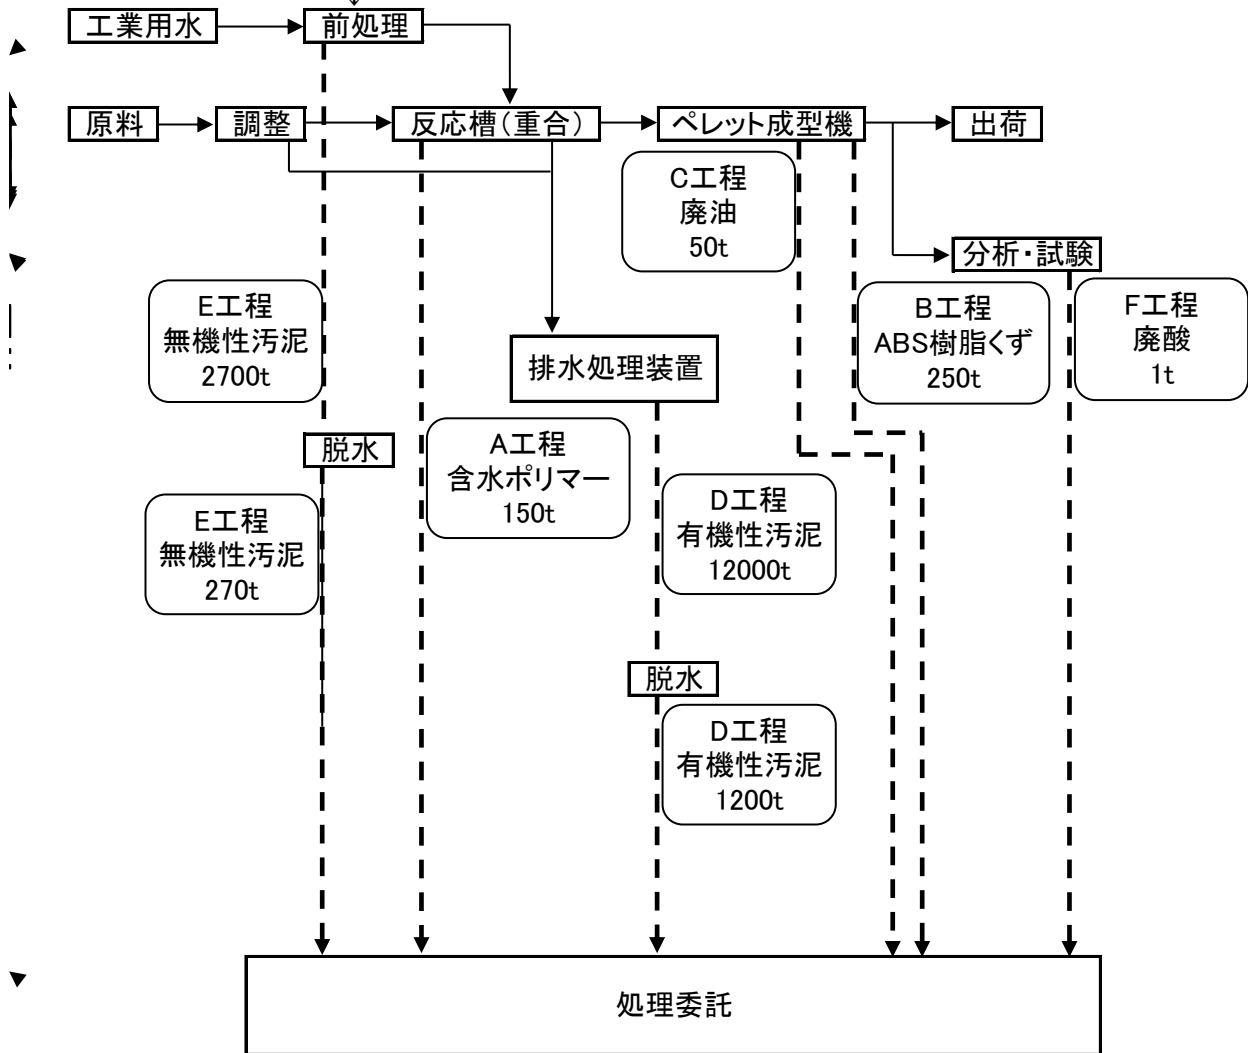 工業用水
前処理
原料
調整
反応槽(重合)
ペレット成型機
出荷
C工程
廃油
50t
分析・試験
E工程
無機性汚泥
2700t
B工程
ABS樹脂くず
250t
F工程
廃酸
1t
排水処理装置
脱水
A工程
含水ポリマー
150t
D工程
有機性汚泥
12000t
E工程
無機性汚泥
270t
脱水
D工程
有機性汚泥
1200t
処理委託